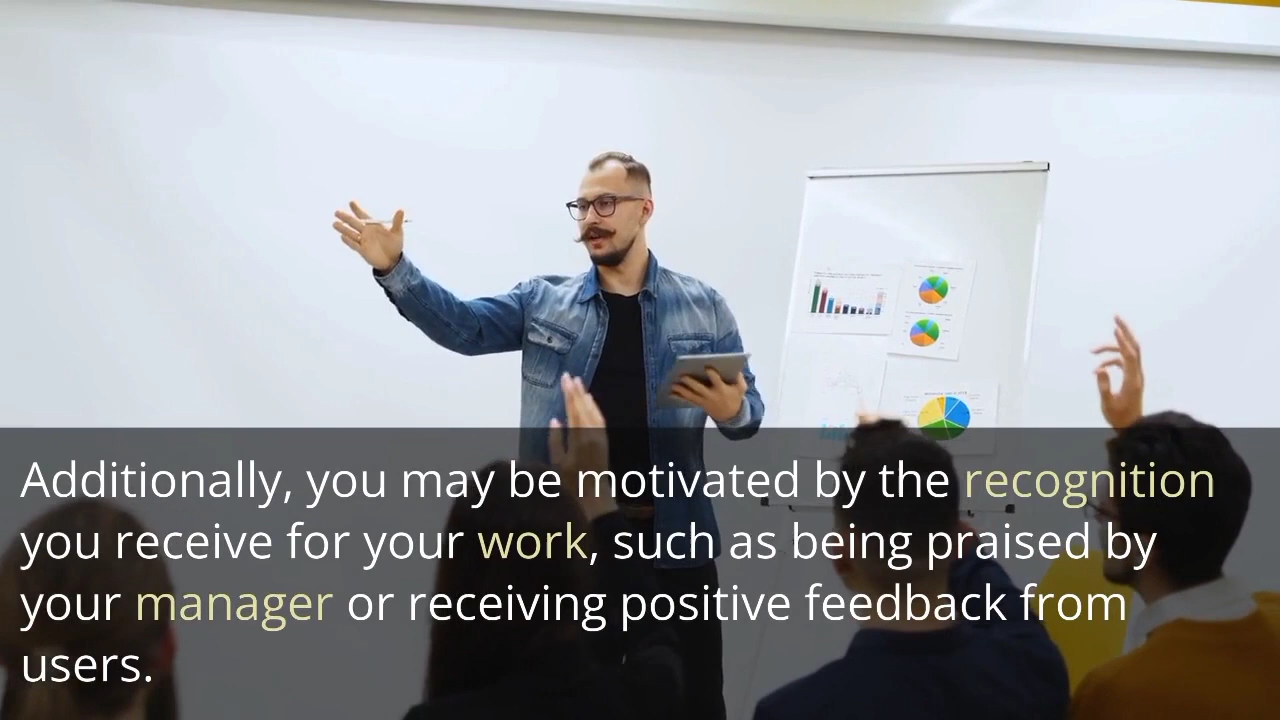 Additionally, you may be motivated by the recognition
you receive for your work, such as being praised by
your manager or receiving positive feedback from
users.